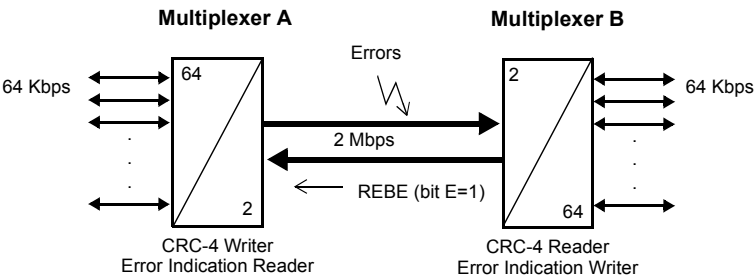 Multiplexer A
Multiplexer B
Errors
64 Kbps
64
2
64 Kbps
2 Mbps
REBE (bit E=1)
2
64
CRC-4 Writer
Error Indication Reader
CRC-4 Reader
Error Indication Writer